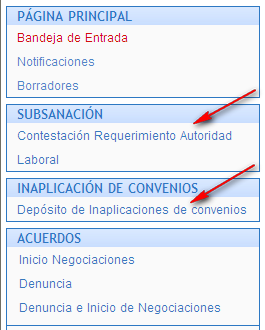 PÁGINA PRINCIPAL
Bandeja de Entrada
Notificaciones
Borradores
SUBSANACIÓN
Contestación Requerimiento Autoridad
Laboral
INAPLICACIÓN DE CONVENIOS
Depósito de Inaplicaciones de convenios
ACUERDOS
Inicio Negociaciones
Denuncia
Denuncia e Inicio de Negociaciones